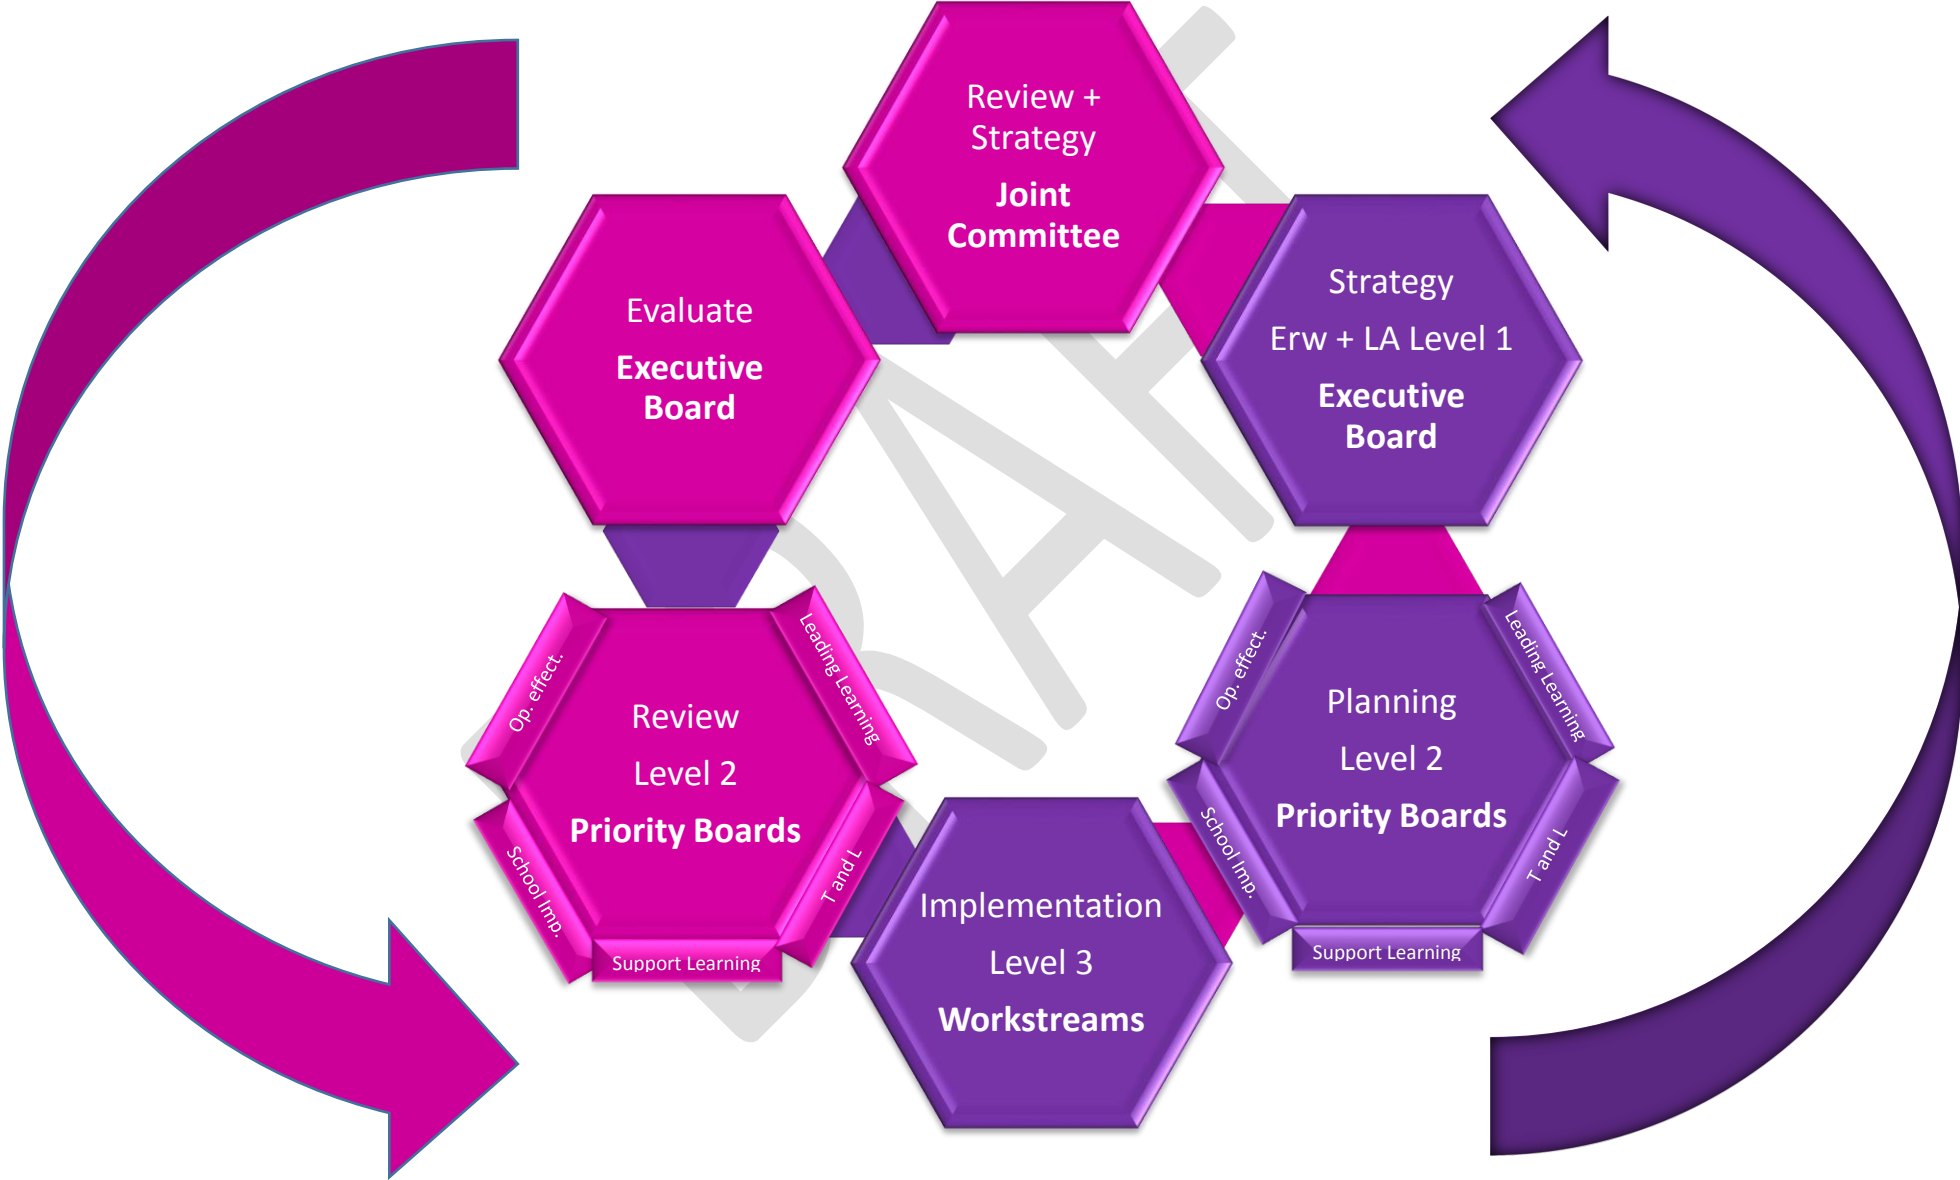 Review +
Strategy
Joint
Committee
Strategy
Erw + LA Level 1
Executive
Board
Planning
Level 2
Priority Boards
Op. effect.
Leading Learning
School Imp.
T and L
Support Learning
Implementation
Level 3
Workstreams
Review
Level 2
Priority Boards
Op. effect.
Leading Learning
School Imp.
T and L
Support Learning
Evaluate
Executive
Board
DRAFT